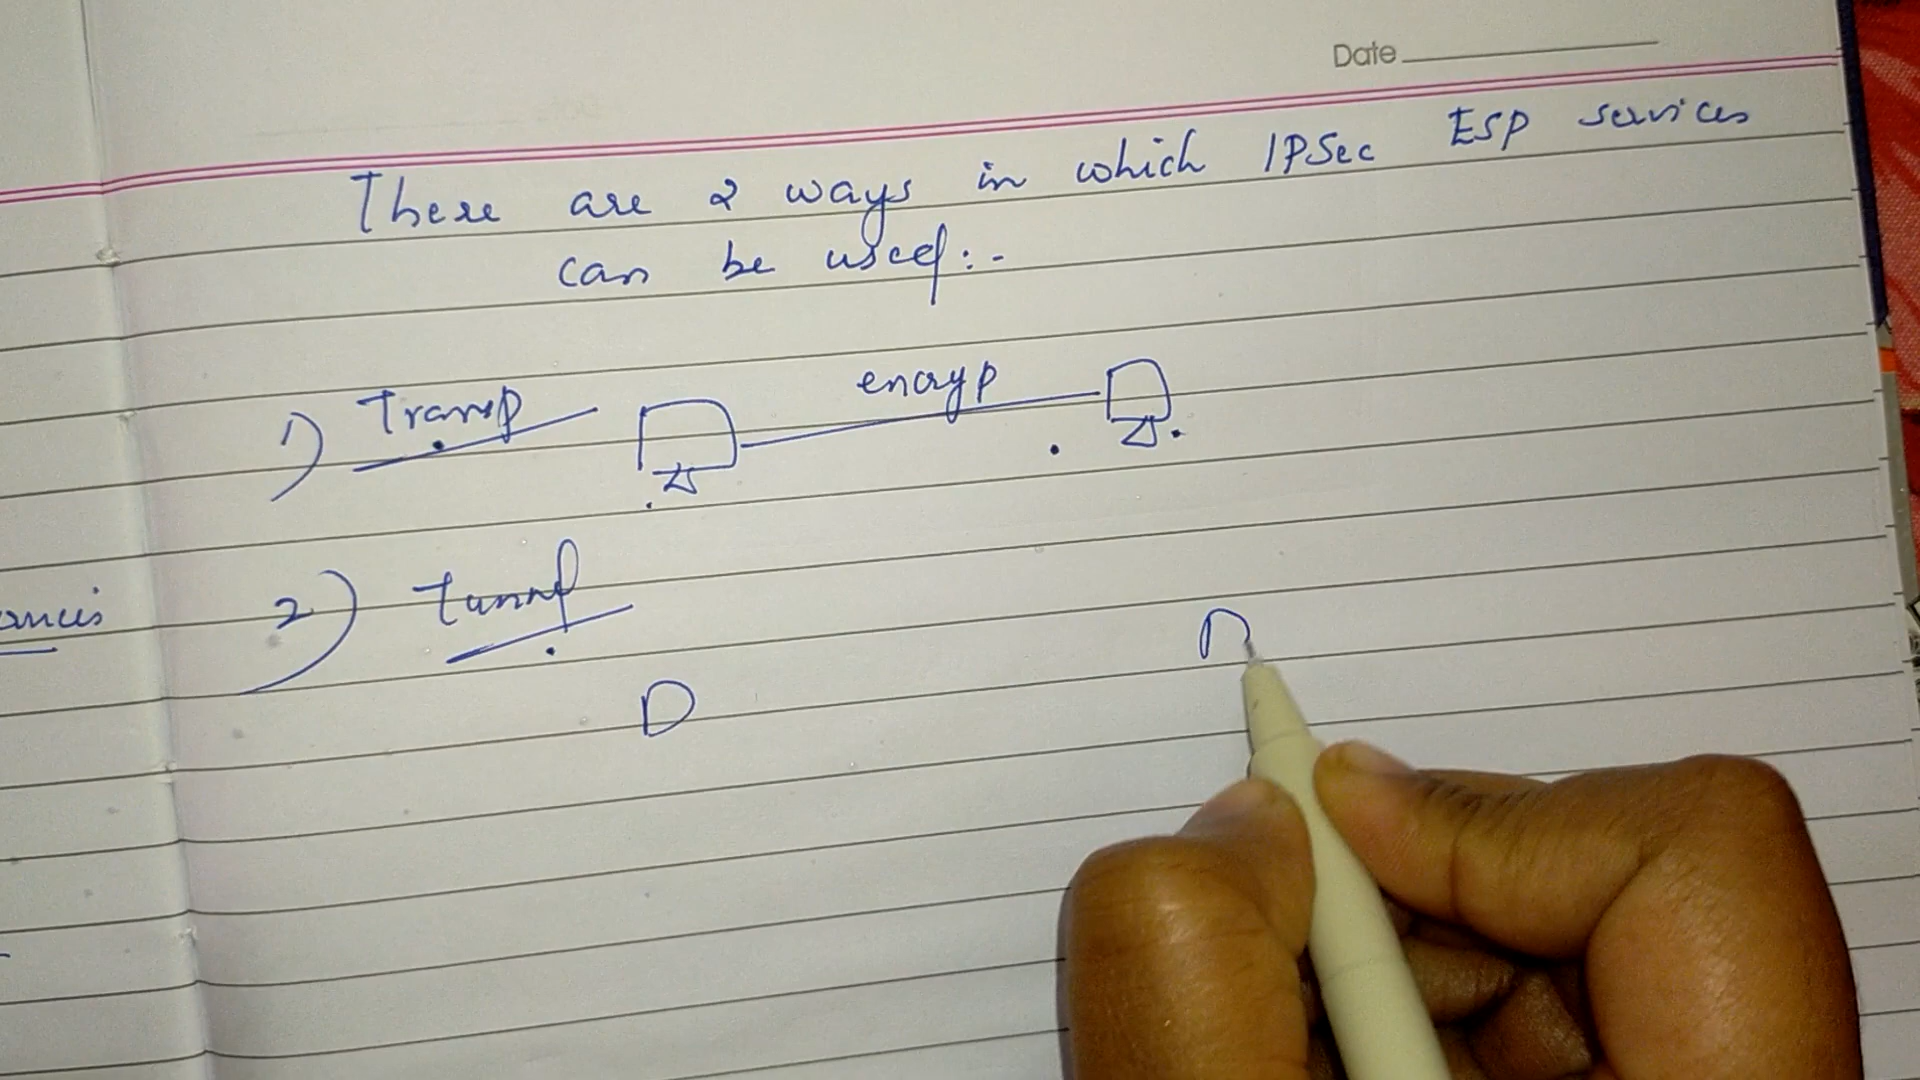 Date
There are 2 ways in which IPSec ESP services
can be used:-
1) Transp
encryp
2) Tunnel